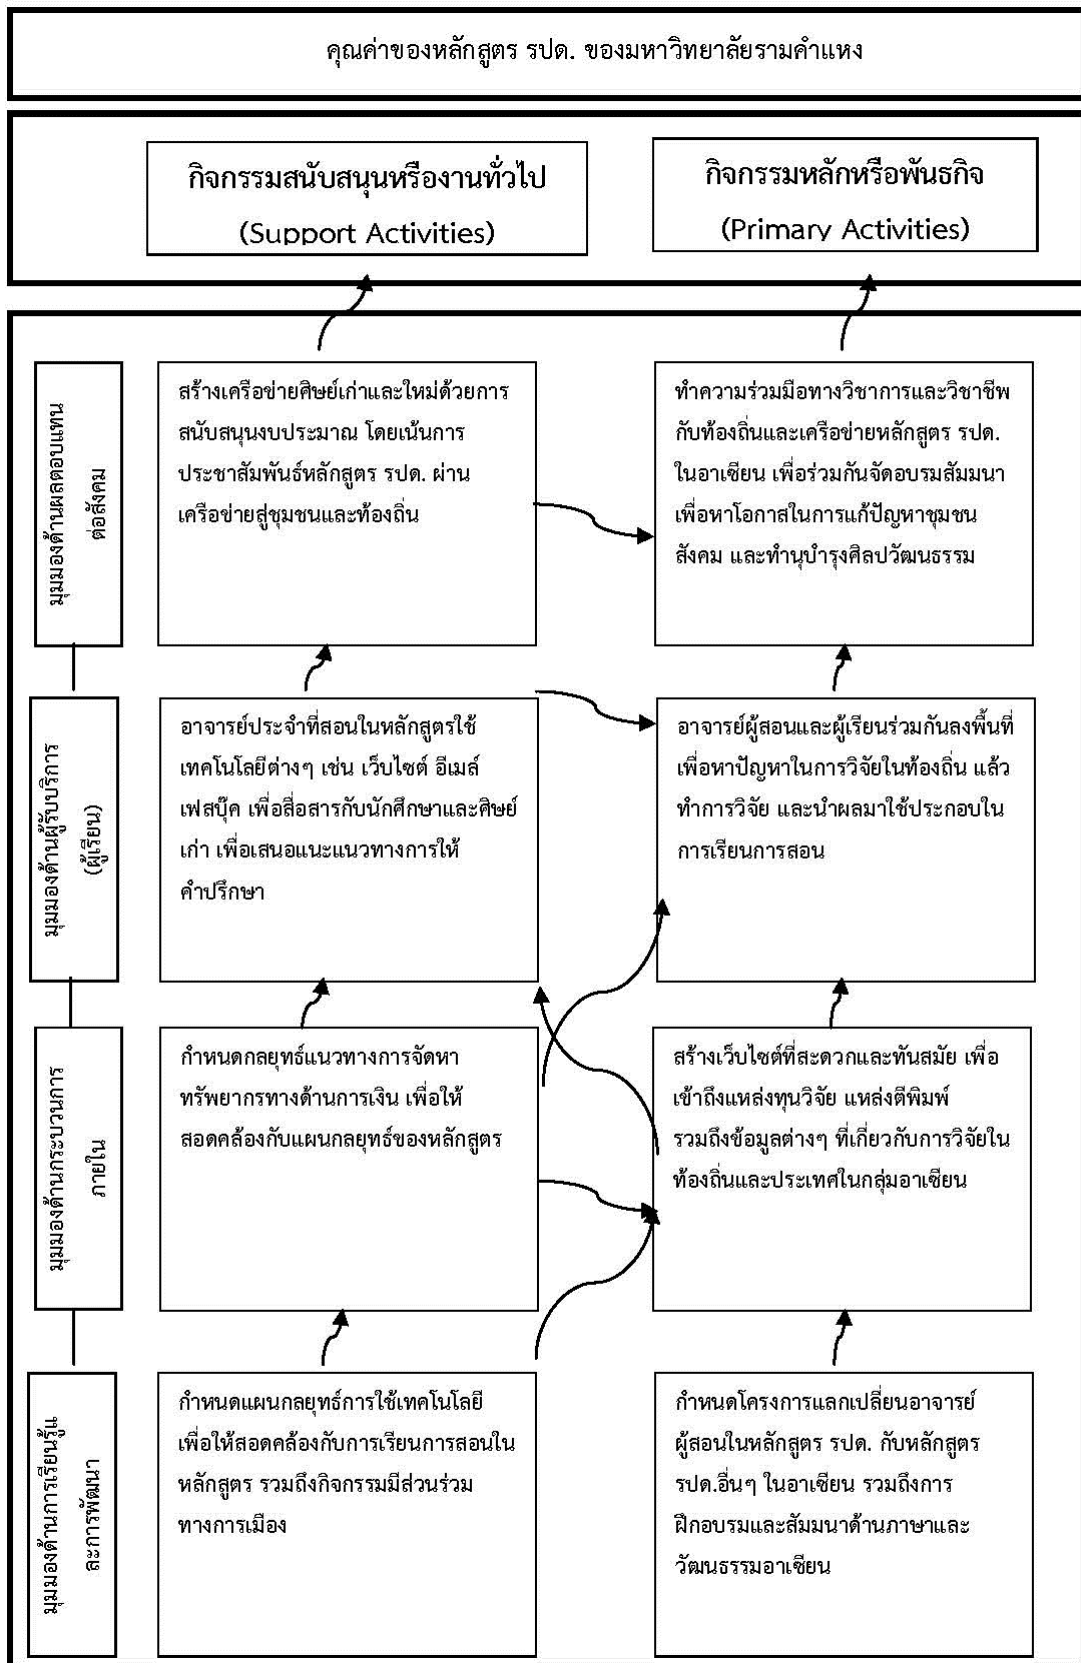 คุณค่าของหลักสูตร รปด. ของมหาวิทยาลัยรามคำแหง
กิจกรรมสนับสนุนหรืองานทั่วไป
(Support Activities)
กิจกรรมหลักหรือพันธกิจ
(Primary Activities)
มุมมองด้านผลตอบแทน
ต่อสังคม
สร้างเครือข่ายศิษย์เก่าและใหม่ด้วยการ
สนับสนุนงบประมาณ โดยเน้นการ
ประชาสัมพันธ์หลักสูตร รปด. ผ่าน
เครือข่ายสู่ชุมชนและท้องถิ่น
ทำความร่วมมือทางวิชาการและวิชาชีพ
กับท้องถิ่นและเครือข่ายหลักสูตร รปด.
ในอาเซียน เพื่อร่วมกันจัดอบรมสัมมนา
เพื่อหาโอกาสในการแก้ปัญหาชุมชน
สังคม และทำนุบำรุงศิลปวัฒนธรรม
มุมมองด้านผู้รับบริการ
(ผู้เรียน)
อาจารย์ประจำที่สอนในหลักสูตรใช้
เทคโนโลยีต่างๆ เช่น เว็บไซต์ อีเมล์
เฟสบุ๊ค เพื่อสื่อสารกับนักศึกษาและศิษย์
เก่า เพื่อเสนอแนะแนวทางการให้
คำปรึกษา
อาจารย์ผู้สอนและผู้เรียนร่วมกันลงพื้นที่
เพื่อหาปัญหาในการวิจัยในท้องถิ่น แล้ว
ทำการวิจัย และนำผลมาใช้ประกอบใน
การเรียนการสอน
มุมมองด้านกระบวนการ
ภายใน
กำหนดกลยุทธ์แนวทางการจัดหา
ทรัพยากรทางด้านการเงิน เพื่อให้
สอดคล้องกับแผนกลยุทธ์ของหลักสูตร
สร้างเว็บไซต์ที่สะดวกและทันสมัย เพื่อ
เข้าถึงแหล่งทุนวิจัย แหล่งตีพิมพ์
รวมถึงข้อมูลต่างๆ ที่เกี่ยวกับการวิจัยใน
ท้องถิ่นและประเทศในกลุ่มอาเซียน
มุมมองด้านการเรียนรู้แ
ละการพัฒนา
กำหนดแผนกลยุทธ์การใช้เทคโนโลยี
เพื่อให้สอดคล้องกับการเรียนการสอนใน
หลักสูตร รวมถึงกิจกรรมมีส่วนร่วม
ทางการเมือง
กำหนดโครงการแลกเปลี่ยนอาจารย์
ผู้สอนในหลักสูตร รปด. กับหลักสูตร
รปด.อื่นๆ ในอาเซียน รวมถึงการ
ฝึกอบรมและสัมมนาด้านภาษาและ
วัฒนธรรมอาเซียน